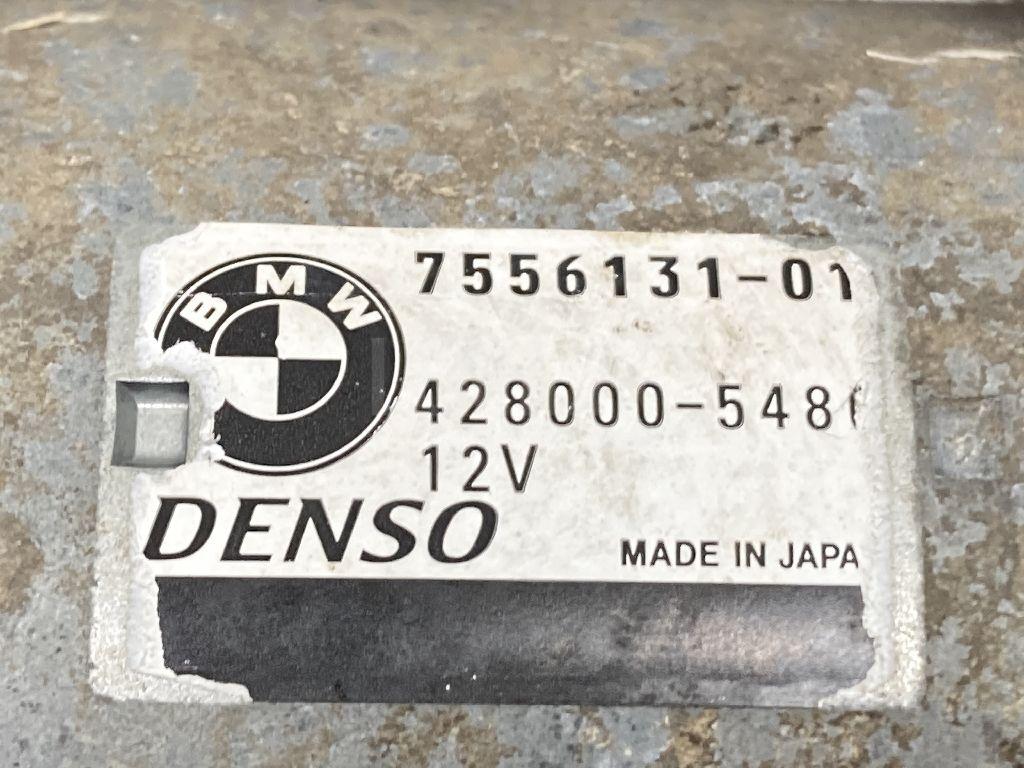 BMW
7556131-01
428000-548
12V
DENSO
MADE IN JAPA